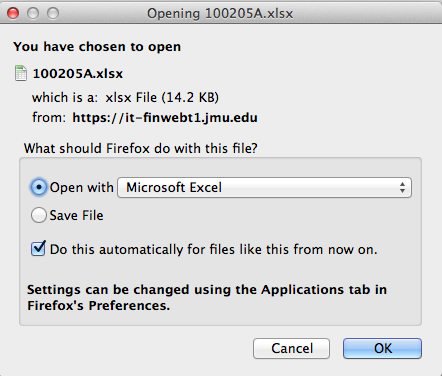 Opening 100205A.xlsx
You have chosen to open
100205A.xlsx
which is a: xlsx File (14.2 KB)
from: https://it-finwebt1.jmu.edu
What should Firefox do with this file?
Open with Microsoft Excel
Save File
Do this automatically for files like this from now on.
Settings can be changed using the Applications tab in
Firefox's Preferences.
Cancel OK